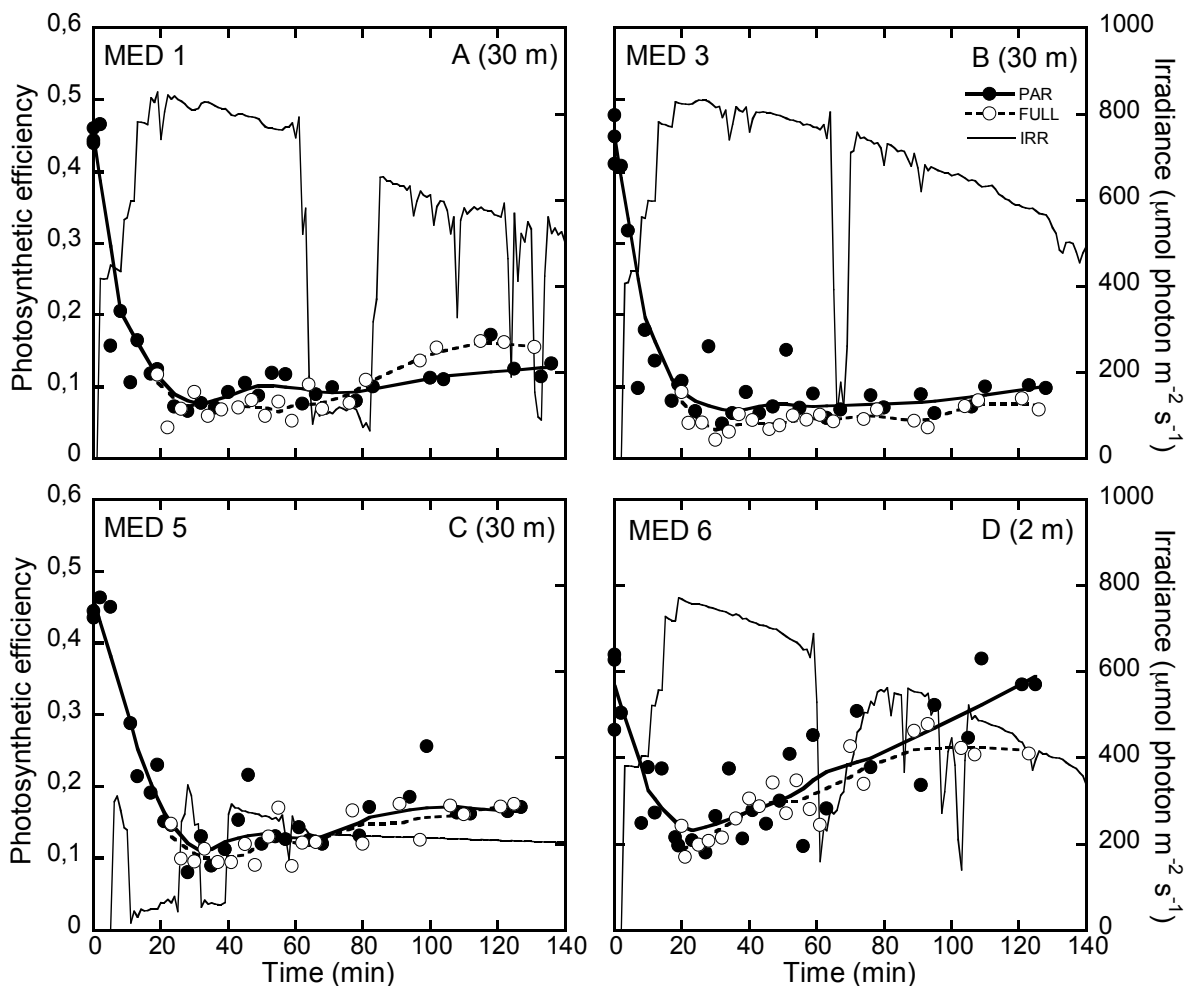 MED 1
A (30 m)
0,6
0,5
0,4
0,3
0,2
0,1
0
Photosynthetic efficiency
MED 3
B (30 m)
PAR
FULL
IRR
1000
800
600
400
200
0
Irradiance (μmol photon m-2 s-1)
MED 5
C (30 m)
0,6
0,5
0,4
0,3
0,2
0,1
0
Photosynthetic efficiency
0 20 40 60 80 100 120 140
Time (min)
MED 6
D (2 m)
1000
800
600
400
200
0
Irradiance (μmol photon m-2 s-1)
0 20 40 60 80 100 120 140
Time (min)